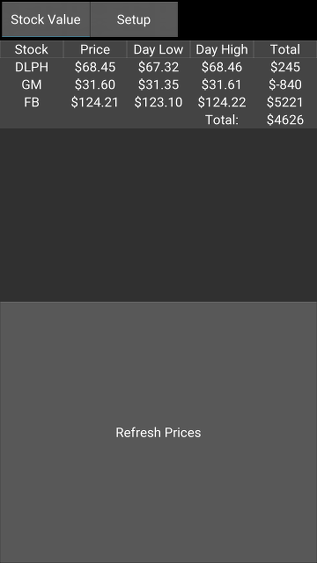 Stock Value Setup
Stock Price Day Low Day High Total
DLPH $68.45 $67.32 $68.46 $245
GM $31.60 $31.35 $31.61 $-840
FB $124.21 $123.10 $124.22 $5221
Total: $4626
Refresh Prices